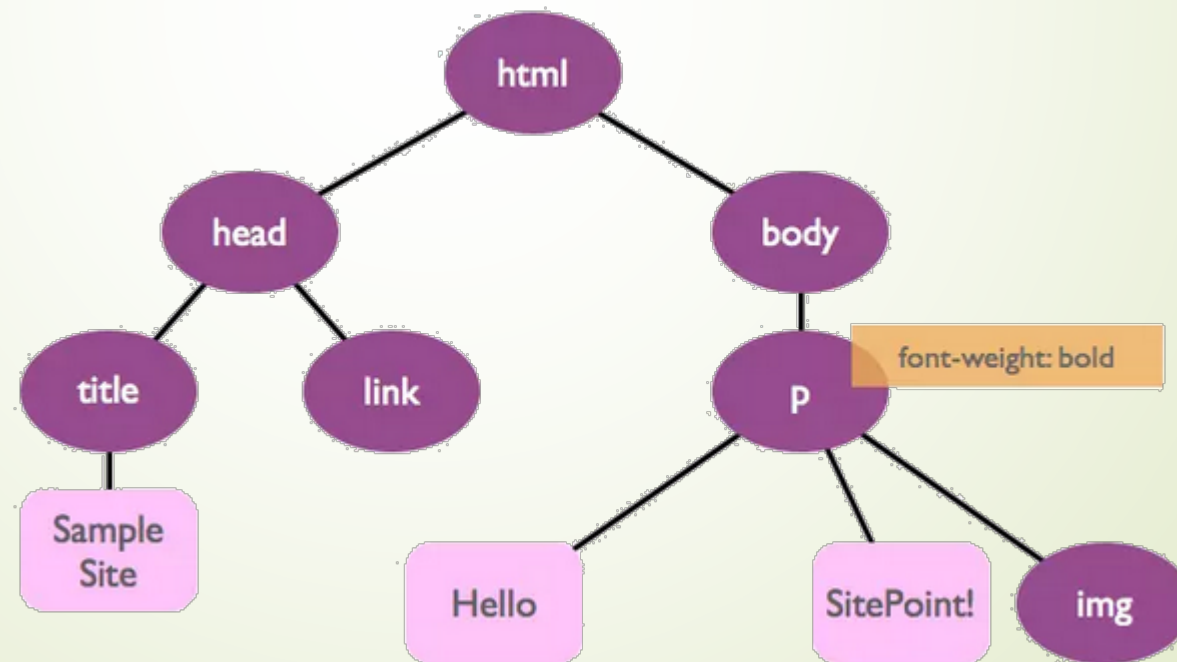 html
head
body
title
link
p
font-weight: bold
Sample
Site
Hello
SitePoint!
img